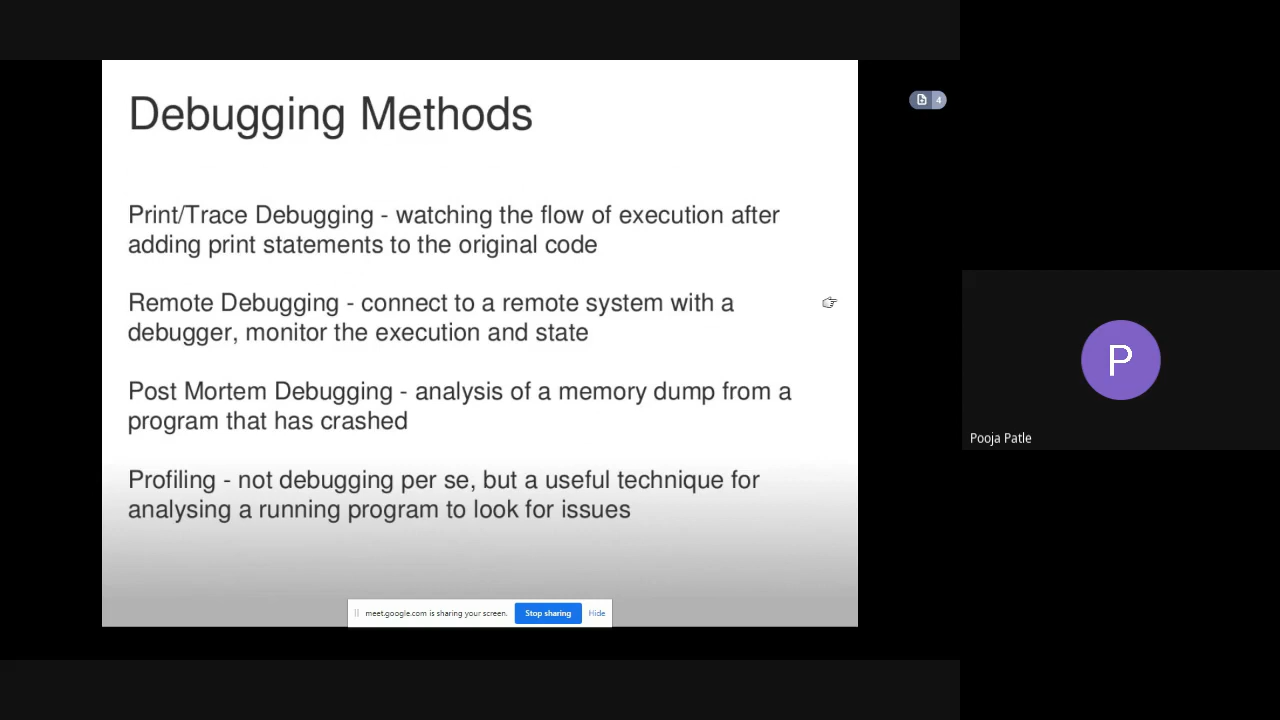 Debugging Methods
4
Print/Trace Debugging - watching the flow of execution after
adding print statements to the original code
Remote Debugging - connect to a remote system with a
debugger, monitor the execution and state
Post Mortem Debugging - analysis of a memory dump from a
program that has crashed
Profiling - not debugging per se, but a useful technique for
analysing a running program to look for issues
P
Pooja Patle
meet.google.com is sharing your screen. Stop sharing Hide